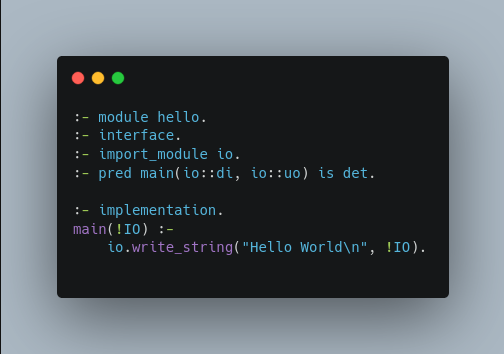 :- module hello.
:- interface.
:- import_module io.
:- pred main(io::di, io::uo) is det.
:- implementation.
main(!IO) :-
    io.write_string("Hello World\n", !IO).